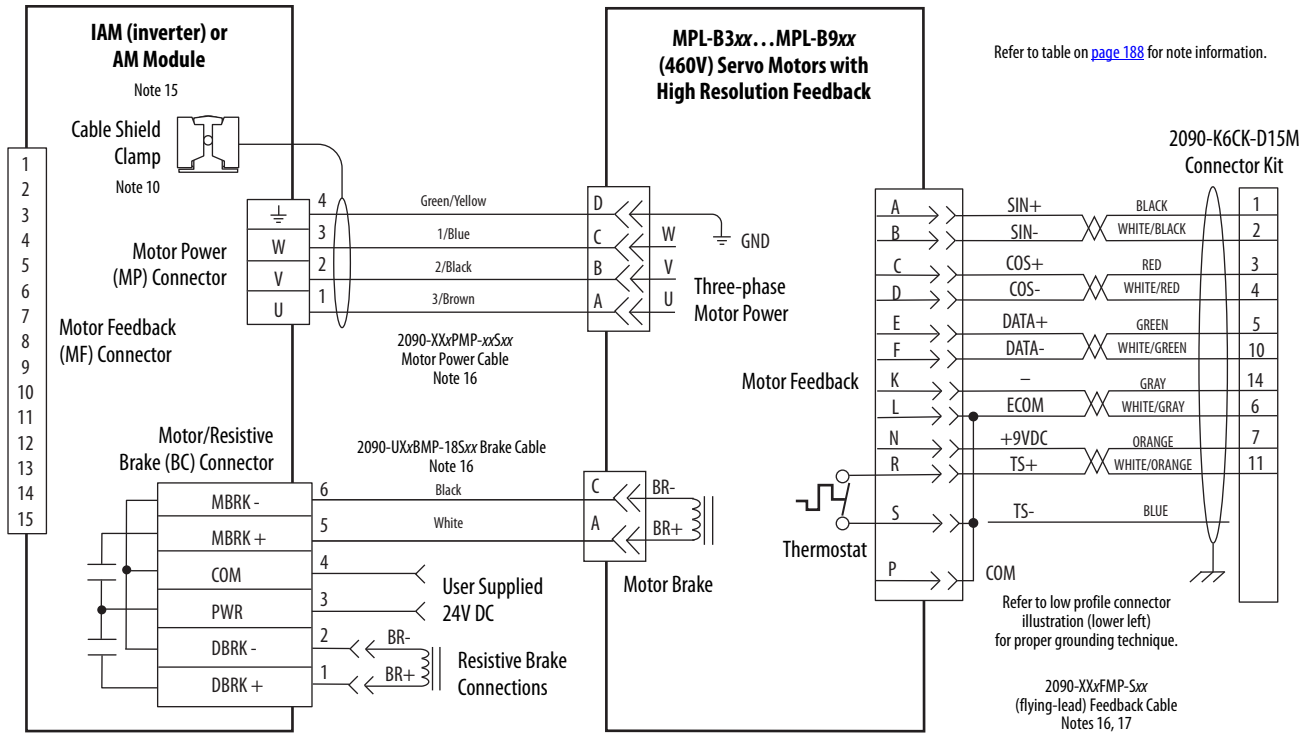 IAM (inverter) or
AM Module
Note 15
Cable Shield
Clamp
Note 10
1
2
3
4
5
6
7
8
9
10
11
12
13
14
15
Motor Feedback
(MF) Connector
Motor Power
(MP) Connector
W
V
U
4
3
2
1
Green/Yellow
1/Blue
2/Black
3/Brown
2090-XXxPMP-xxSxx
Motor Power Cable
Note 16
D
C
B
A
W
V
U
GND
Three-phase
Motor Power
Motor/Resistive
Brake (BC) Connector
MBRK -
MBRK +
COM
PWR
DBRK -
DBRK +
6
5
4
3
2
1
2090-UXxBMP-18Sxx Brake Cable
Note 16
Black
White
User Supplied
24V DC
BR-
BR+
Resistive Brake
Connections
C
A
BR-
BR+
Motor Brake
MPL-B3xx...MPL-B9xx
(460V) Servo Motors with
High Resolution Feedback
Motor Feedback
Thermostat
A
B
C
D
E
F
K
L
N
R
S
P
SIN+
SIN-
COS+
COS-
DATA+
DATA-
–
ECOM
+9VDC
TS+
TS-
COM
BLACK
WHITE/BLACK
RED
WHITE/RED
GREEN
WHITE/GREEN
GRAY
WHITE/GRAY
ORANGE
WHITE/ORANGE
BLUE
Refer to table on page 188 for note information.
2090-K6CK-D15M
Connector Kit
1
2
3
4
5
10
14
6
7
11
Refer to low profile connector
illustration (lower left)
for proper grounding technique.
2090-XXxFMP-Sxx
(flying-lead) Feedback Cable
Notes 16, 17